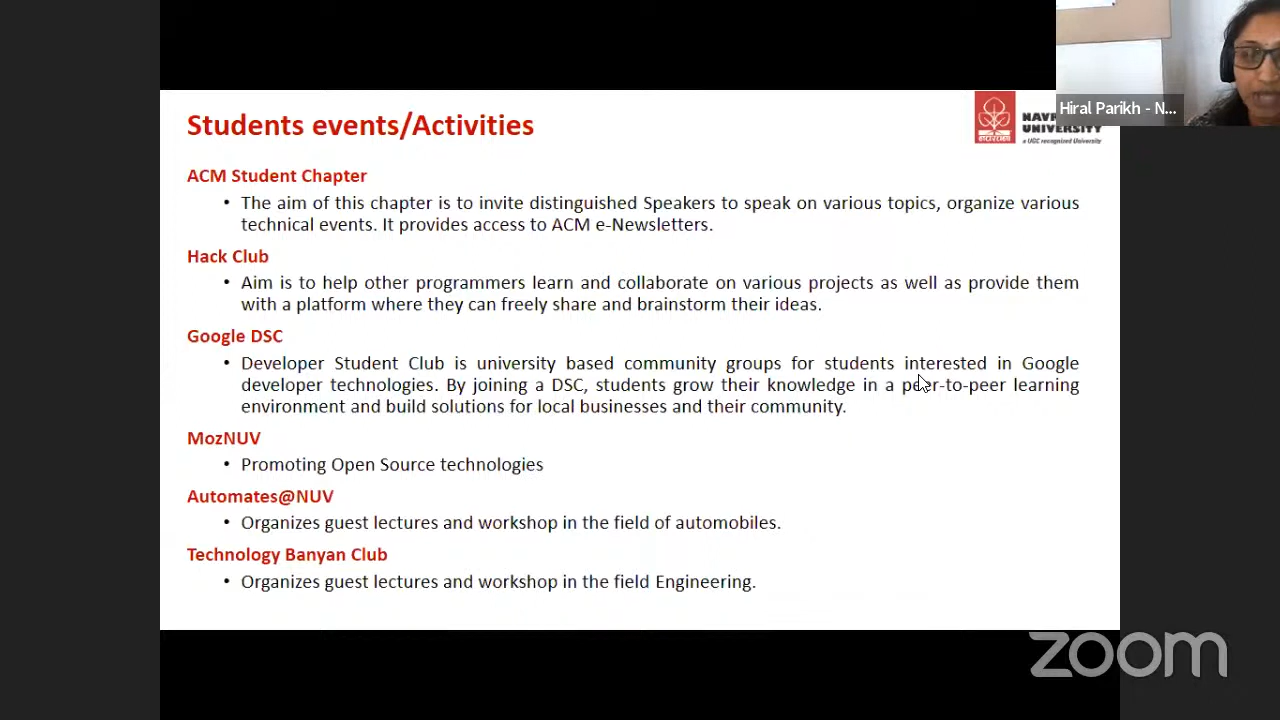 Hiral Parikh - N...
Students events/Activities
UNIVERSITY
a UGC recognized University
ACM Student Chapter
• The aim of this chapter is to invite distinguished Speakers to speak on various topics, organize various
technical events. It provides access to ACM e-Newsletters.
Hack Club
• Aim is to help other programmers learn and collaborate on various projects as well as provide them
with a platform where they can freely share and brainstorm their ideas.
Google DSC
• Developer Student Club is university based community groups for students interested in Google
developer technologies. By joining a DSC, students grow their knowledge in a peer-to-peer learning
environment and build solutions for local businesses and their community.
MozNUV
• Promoting Open Source technologies
Automates@NUV
• Organizes guest lectures and workshop in the field of automobiles.
Technology Banyan Club
• Organizes guest lectures and workshop in the field Engineering.
zoom